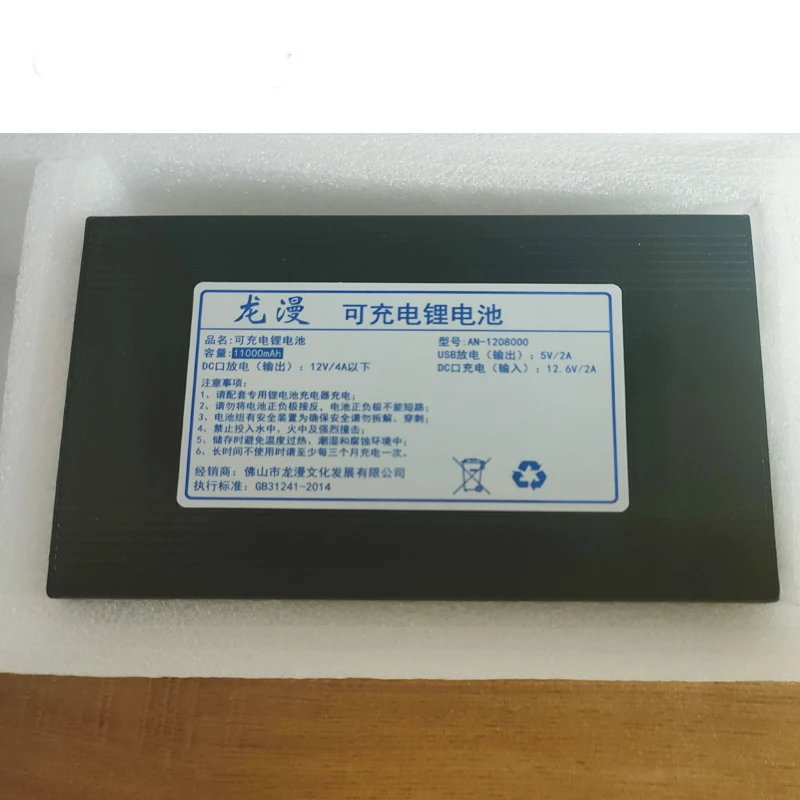 龙漫 可充电锂电池
品名:可充电锂电池 型号:AN-1208000
容量:11000mAh USB放电（输出）: 5V/2A
DC口放电（输出）: 12V/4A以下 DC口充电（输入）: 12.6V/2A
注意事项:
1、请配套专用锂电池充电器充电;
2、请勿将电池正负极接反，电池正负极不能短路;
3、电池组有安全装置为确保安全请勿拆解、穿刺;
4、禁止投入水中、火中及强烈撞击;
5、储存时避免温度过热、潮湿和腐蚀环境中;
6、长时间不使用时请至少每三个月充电一次。
经销商: 佛山市龙漫文化发展有限公司
执行标准: GB31241-2014